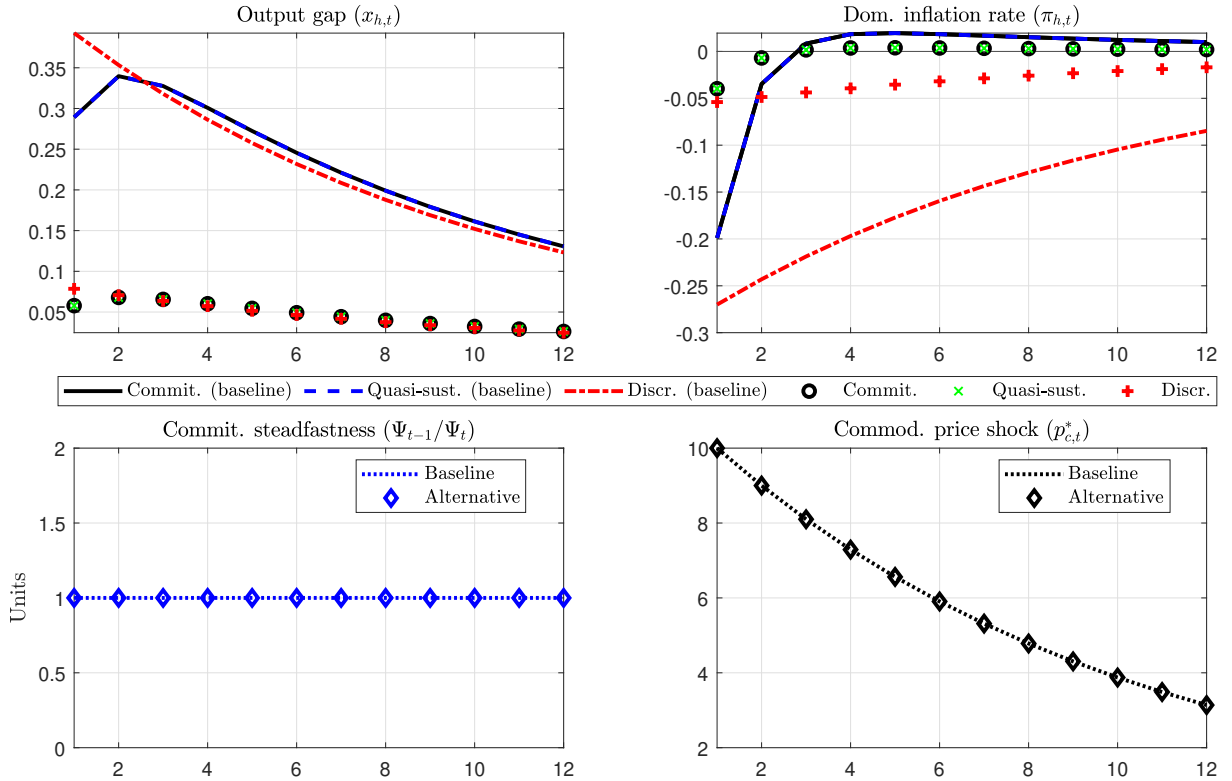 Output gap (x_{h,t})
0.35
0.3
0.25
0.2
0.15
0.1
0.05
2 4 6 8 10 12
Dom. inflation rate (π_{h,t})
0
-0.05
-0.1
-0.15
-0.2
-0.25
-0.3
2 4 6 8 10 12
Commit. (baseline) Quasi-sust. (baseline) Discr. (baseline) Commit. Quasi-sust. Discr.
Commit. steadfastness (Ψ_{t-1}/Ψ_t)
Units
2
1.5
1
0.5
0
Baseline
Alternative
2 4 6 8 10 12
Commod. price shock (p^*_{c,t})
10
8
6
4
2
Baseline
Alternative
2 4 6 8 10 12